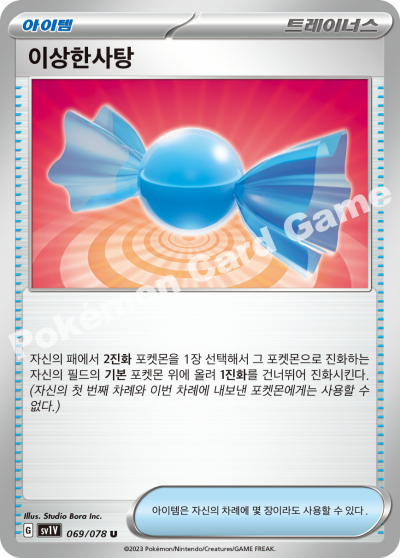 아이템 트레이너스
이상한사탕
Pokémon Card Game
자신의 패에서 2진화 포켓몬을 1장 선택해서 그 포켓몬으로 진화하는
자신의 필드의 기본 포켓몬 위에 올려 1진화를 건너뛰어 진화시킨다.
(자신의 첫 번째 차례와 이번 차례에 내보낸 포켓몬에게는 사용할 수
없다.)
Illus. Studio Bora Inc.
G SV1V 069/078 U
아이템은 자신의 차례에 몇 장이라도 사용할 수 있다.
©2023 Pokémon/Nintendo/Creatures/GAME FREAK.